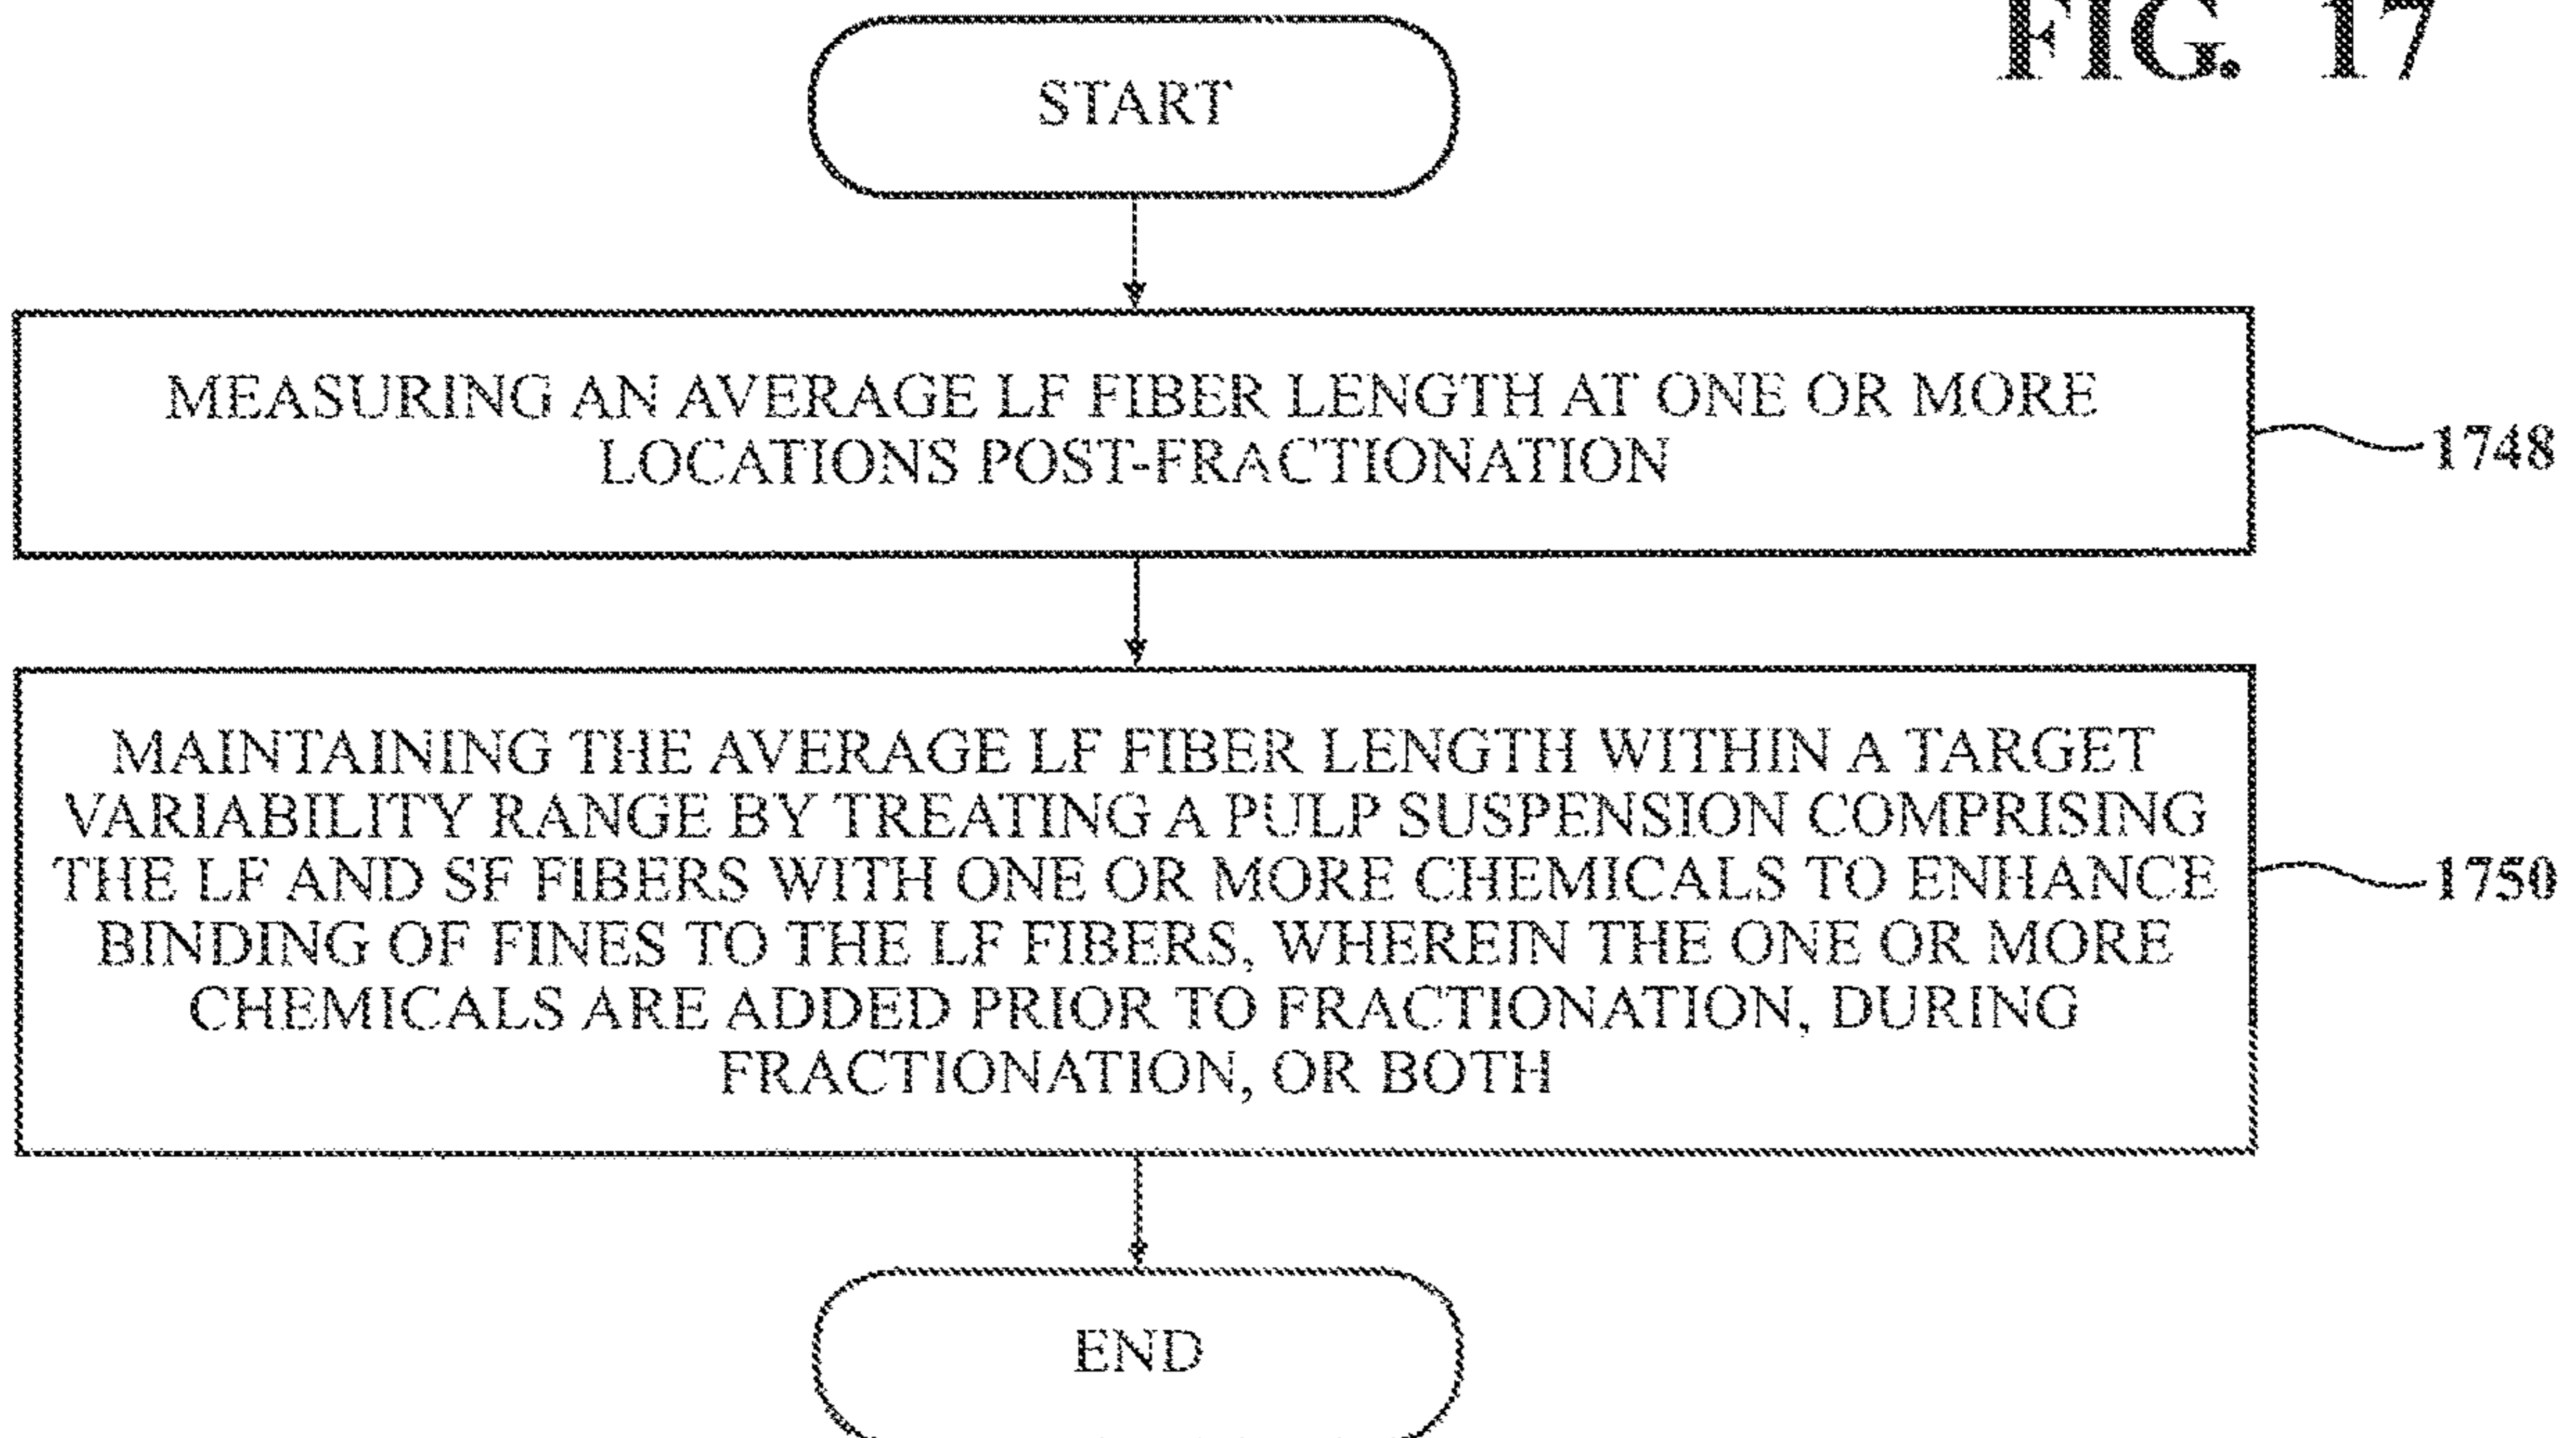 FIG. 17
START
MEASURING AN AVERAGE LF FIBER LENGTH AT ONE OR MORE
LOCATIONS POST-FRACTIONATION
1748
MAINTAINING THE AVERAGE LF FIBER LENGTH WITHIN A TARGET
VARIABILITY RANGE BY TREATING A PULP SUSPENSION COMPRISING
THE LF AND SF FIBERS WITH ONE OR MORE CHEMICALS TO ENHANCE
BINDING OF FINES TO THE LF FIBERS, WHEREIN THE ONE OR MORE
CHEMICALS ARE ADDED PRIOR TO FRACTIONATION, DURING
FRACTIONATION, OR BOTH
1750
END